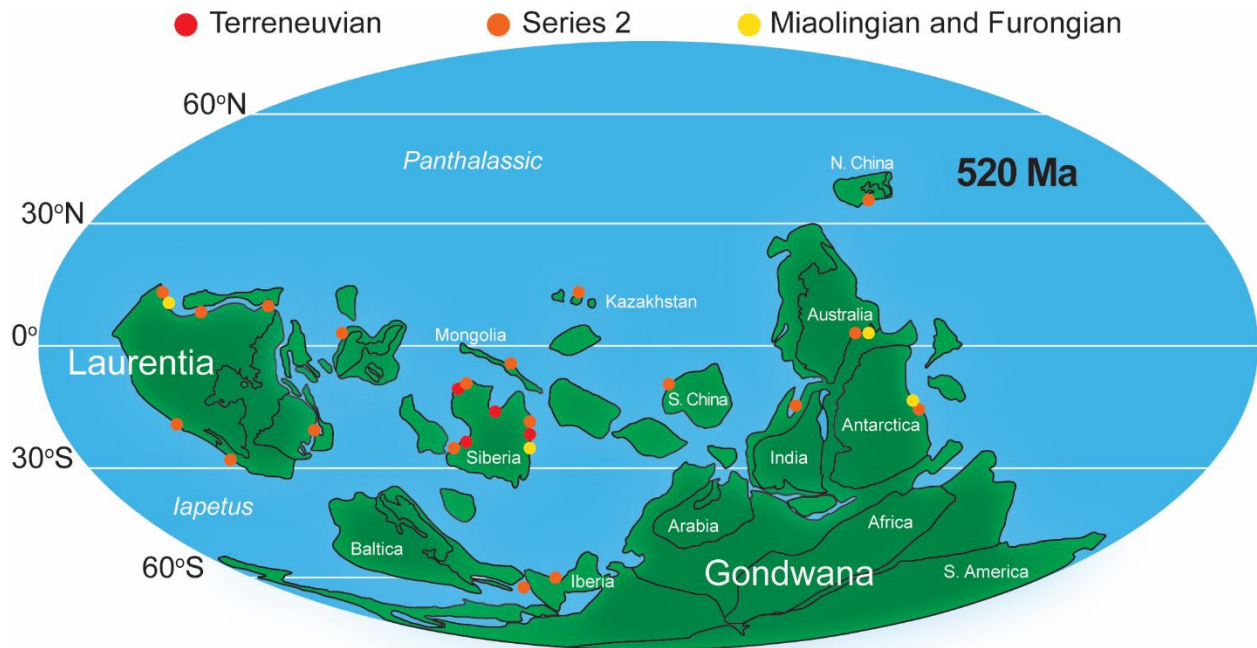 Terreneuvian Series 2 Miaolingian and Furongian
60°N
Panthalassic
N. China
520 Ma
30°N
Kazakhstan
Australia
0°
Mongolia
Laurentia
S. China
Antarctica
Siberia
India
30°S
Iapetus
Arabia
Africa
Baltica
60°S
Iberia
Gondwana
S. America